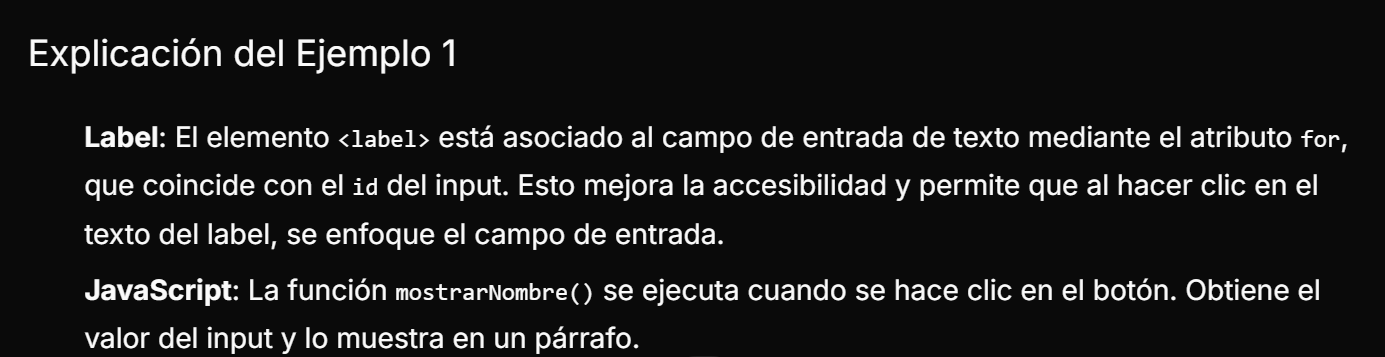 Explicación del Ejemplo 1
Label: El elemento <label> está asociado al campo de entrada de texto mediante el atributo for,
que coincide con el id del input. Esto mejora la accesibilidad y permite que al hacer clic en el
texto del label, se enfoque el campo de entrada.
JavaScript: La función mostrarNombre() se ejecuta cuando se hace clic en el botón. Obtiene el
valor del input y lo muestra en un párrafo.